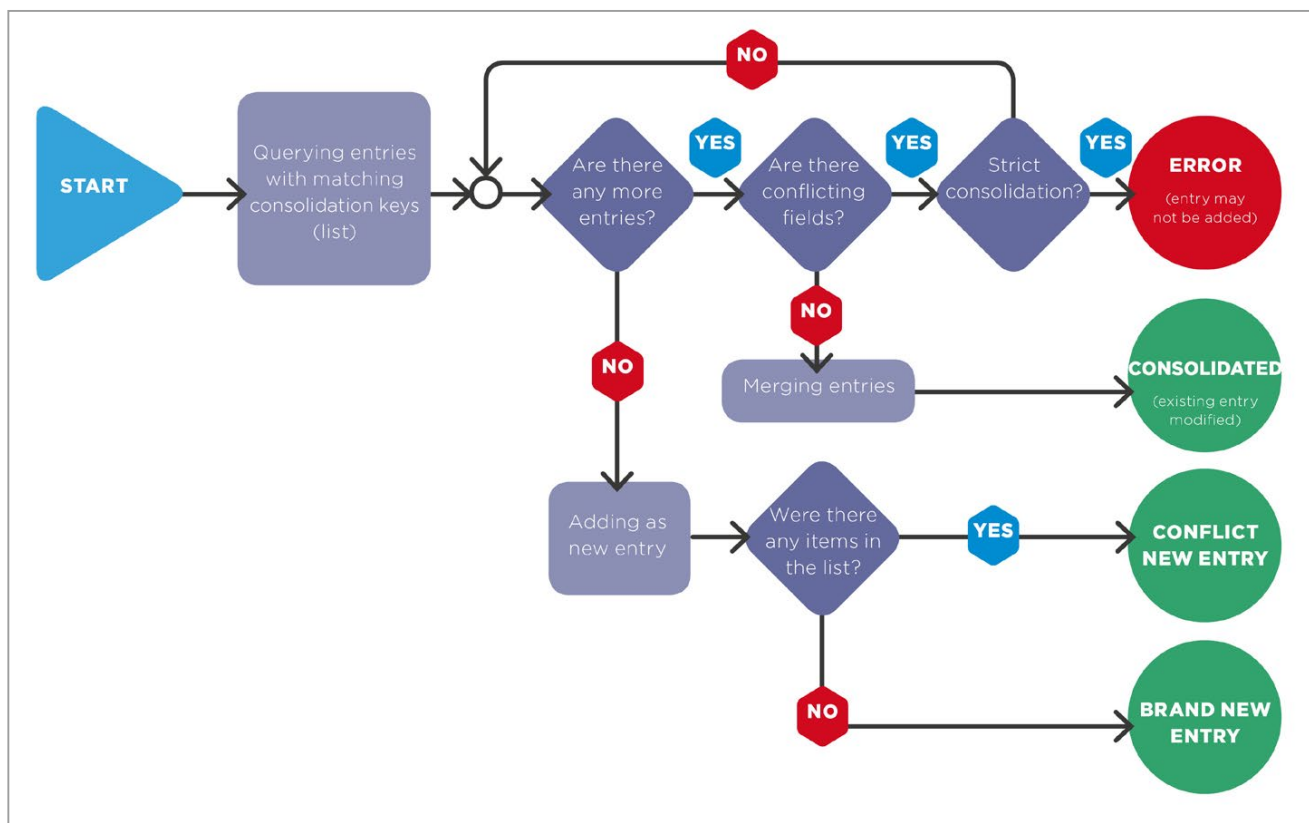 NO
START
Querying entries
with matching
consolidation keys
(list)
Are there
any more
entries?
YES
Are there
conflicting
fields?
YES
Strict
consolidation?
YES
ERROR
(entry may
not be added)
NO
NO
Merging entries
CONSOLIDATED
(existing entry
modified)
Adding as
new entry
Were there
any items in
the list?
YES
CONFLICT
NEW ENTRY
NO
BRAND NEW
ENTRY